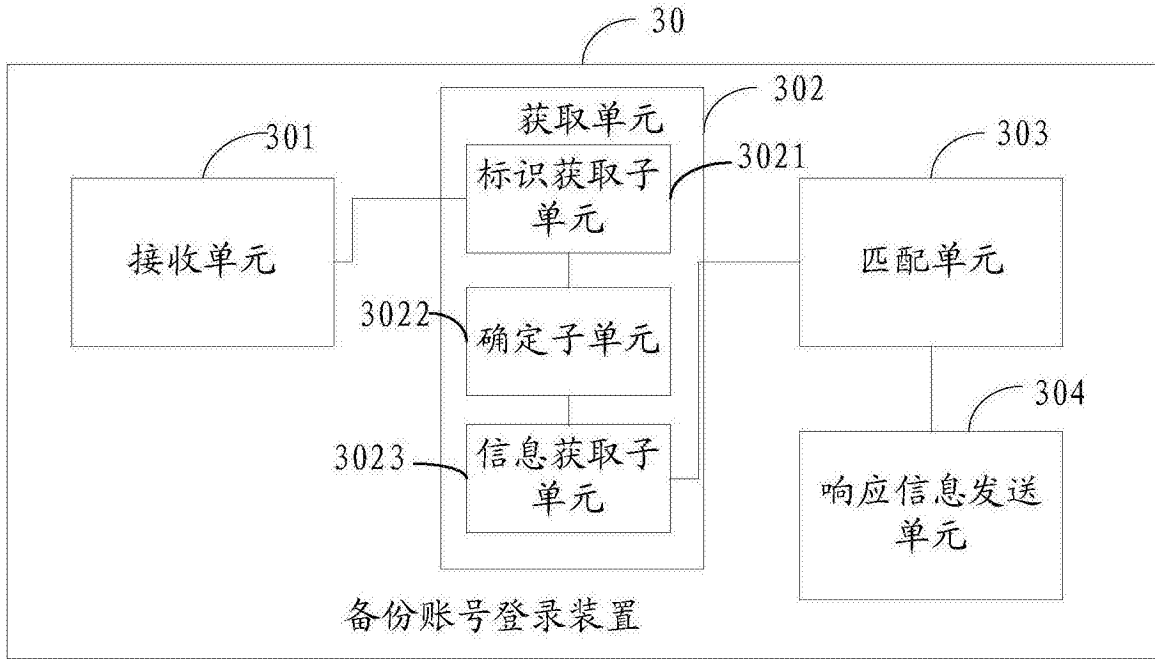 30
获取单元
302
301
标识获取子
单元
3021
303
接收单元
匹配单元
3022
确定子单元
304
3023
信息获取子
单元
响应信息发送
单元
备份账号登录装置